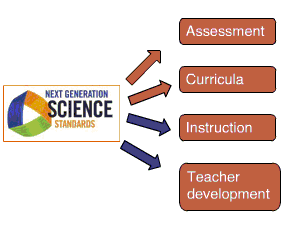 NEXT GENERATION
SCIENCE
STANDARDS
Assessment
Curricula
Instruction
Teacher
development